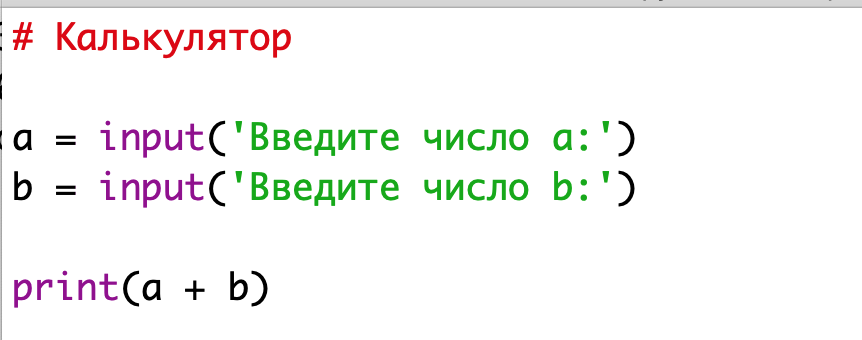 # Калькулятор
a = input('Введите число a:')
b = input('Введите число b:')
print(a + b)